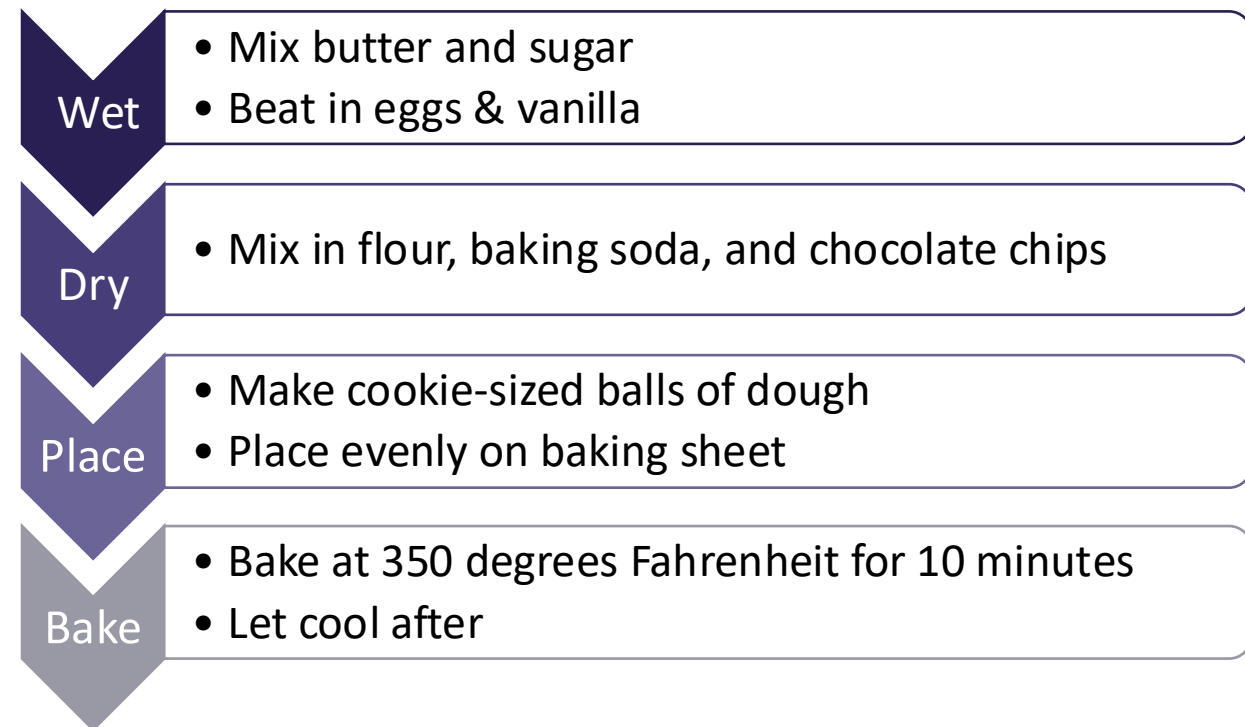 Wet
• Mix butter and sugar
• Beat in eggs & vanilla
Dry
• Mix in flour, baking soda, and chocolate chips
Place
• Make cookie-sized balls of dough
• Place evenly on baking sheet
Bake
• Bake at 350 degrees Fahrenheit for 10 minutes
• Let cool after